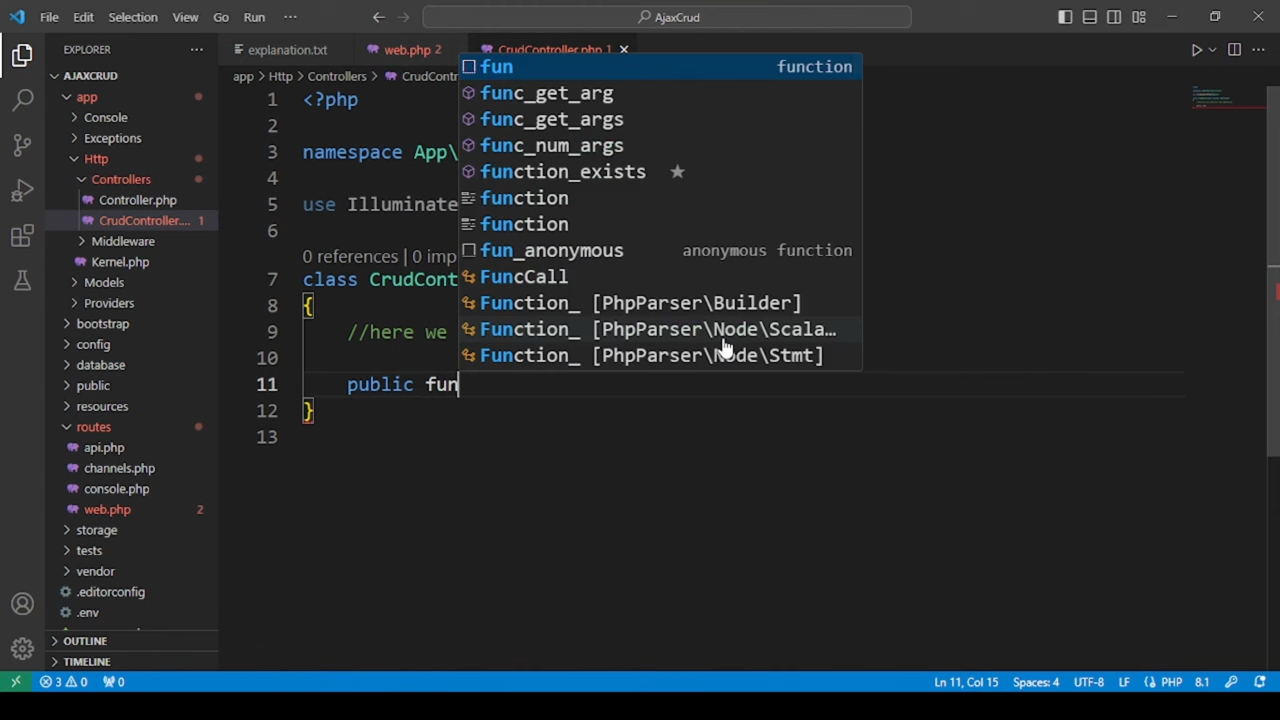 File Edit Selection View Go Run ··· AjaxCrud
EXPLORER ···
explanation.txt web.php 2 CrudController.php 1
AJAXCRUD
app
Console
Exceptions
Http
Controllers
Controller.php
CrudController.... 1
Middleware
Kernel.php
Models
Providers
bootstrap
config
database
public
resources
routes
api.php
channels.php
console.php
web.php 2
storage
tests
vendor
.editorconfig
.env
OUTLINE
TIMELINE
app > Http > Controllers > CrudContr
1 <?php
2
3 namespace App\
4
5 use Illuminate
6
0 references | 0 imp
7 class CrudCont
8 {
9 //here we
10
11 public fun
12 }
13
fun function
func_get_arg
func_get_args
func_num_args
function_exists ★
function
function
fun_anonymous anonymous function
FuncCall
Function_ [PhpParser\Builder]
Function_ [PhpParser\Node\Scala…
Function_ [PhpParser\Node\Stmt]
3 0 0 Ln 11, Col 15 Spaces: 4 UTF-8 LF PHP 8.1